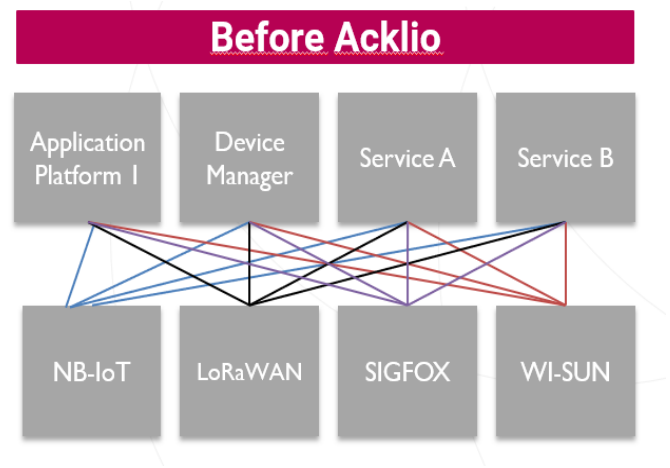 Before Acklio
Application
Platform 1
Device
Manager
Service A
Service B
NB-IoT
LoRaWAN
SIGFOX
WI-SUN